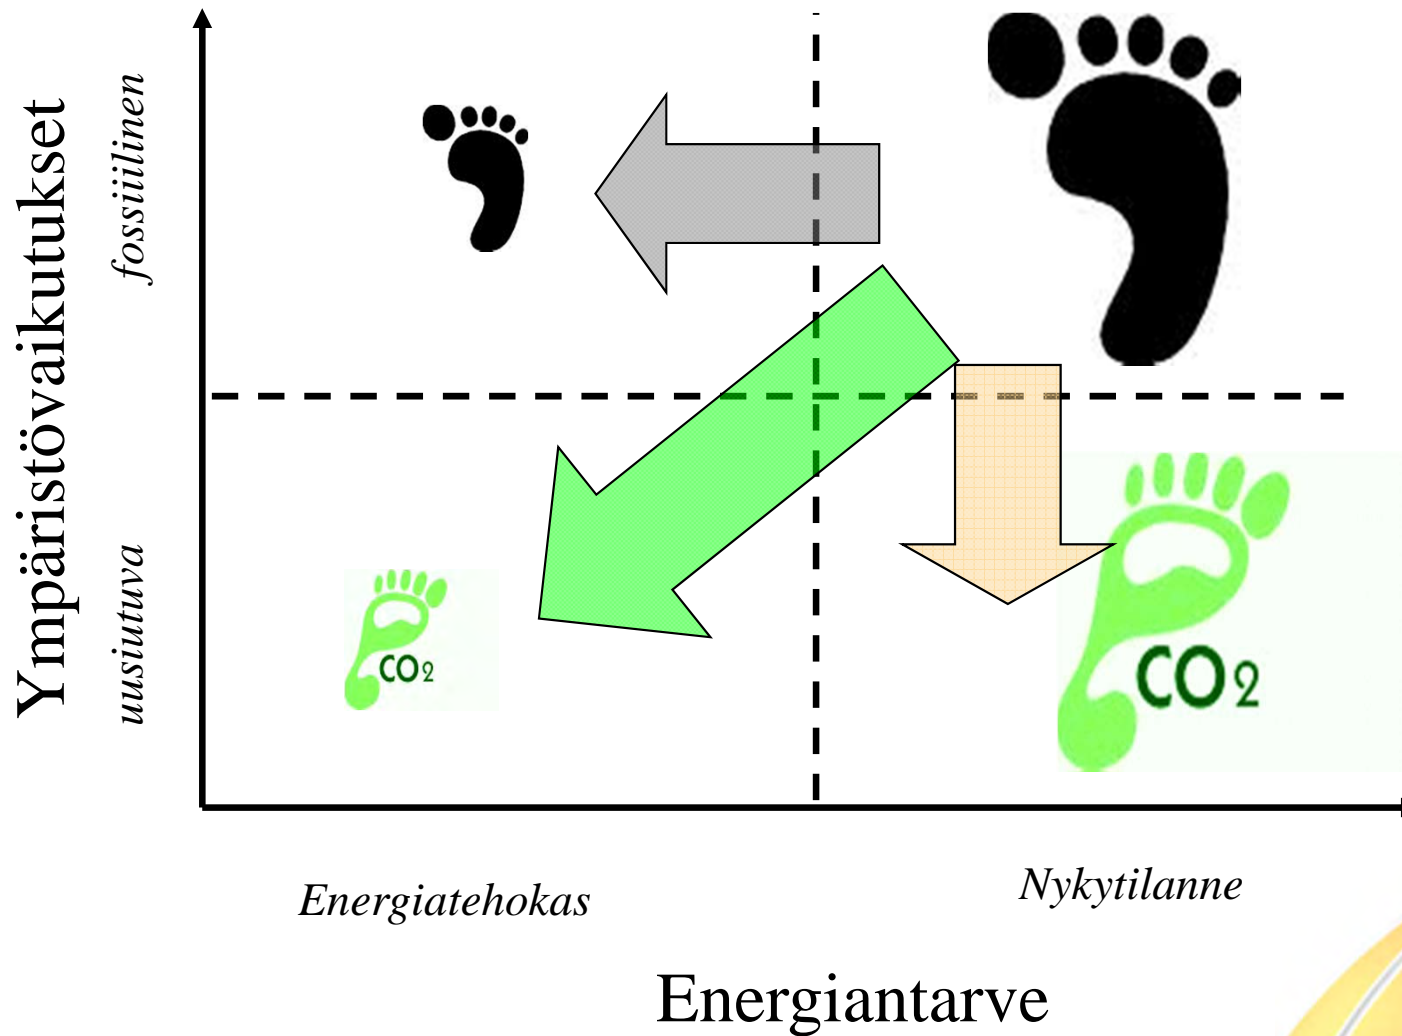 Ympäristövaikutukset
fossiilinen
uusiutuva
CO2
CO2
Energiatehokas
Nykytilanne
Energiantarve